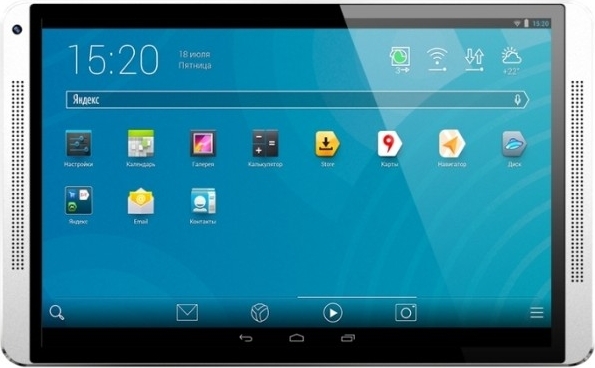 15:20
15:20
18 июля
Пятница
3
+22°
Яндекс
Настройки
Календарь
Галерея
Калькулятор
Store
Карты
Навигатор
Диск
Яндекс
Email
Контакты